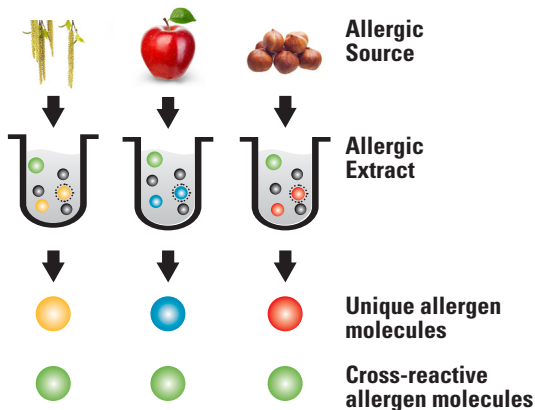 Allergic
Source
Allergic
Extract
Unique allergen
molecules
Cross-reactive
allergen molecules